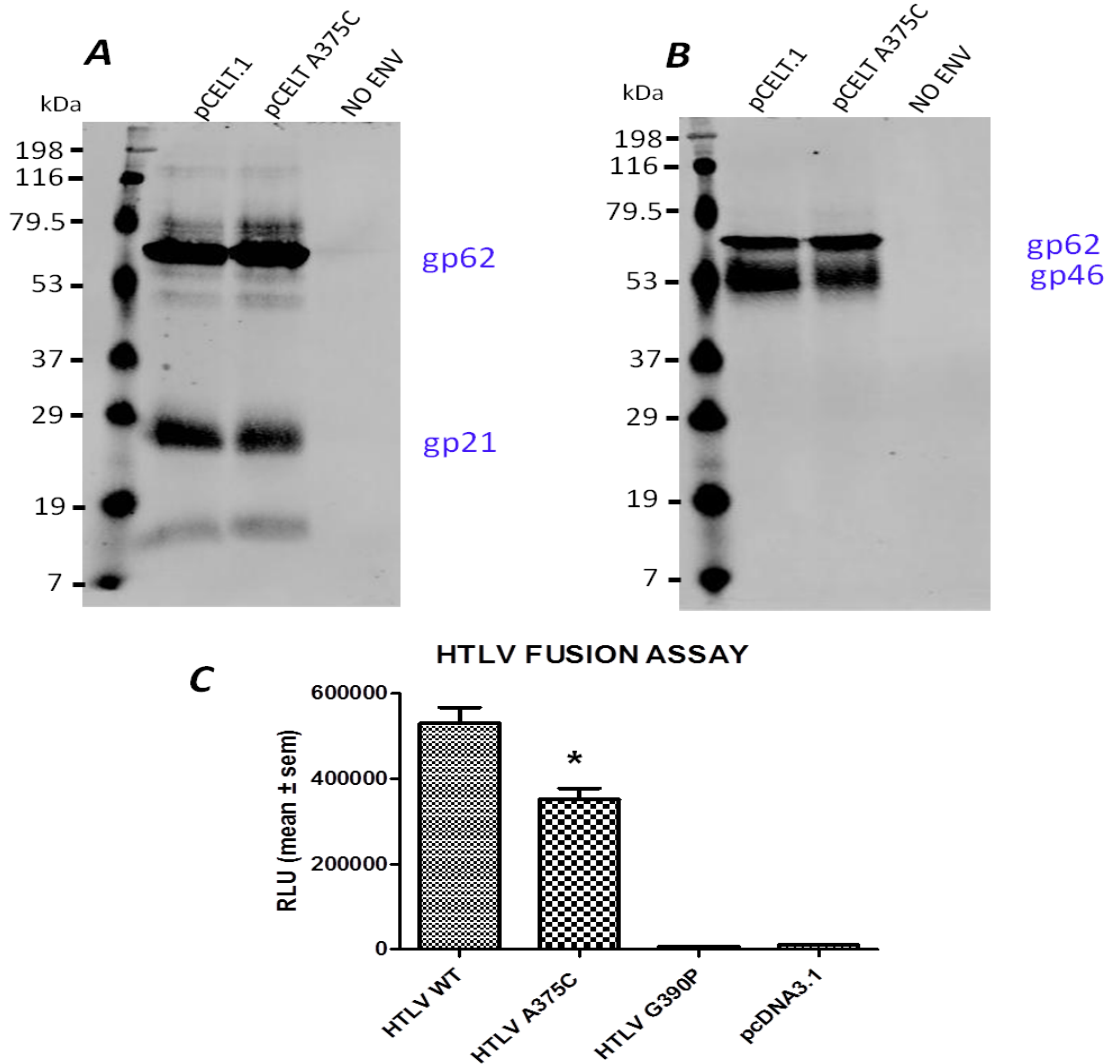 A
pCELT.1
pCELT A375C
NO ENV
kDa
198
116
79.5
53
37
29
19
7
gp62
gp21
B
pCELT.1
pCELT A375C
NO ENV
kDa
198
116
79.5
53
37
29
19
7
gp62
gp46
C
HTLV FUSION ASSAY
RLU (mean ± sem)
600000
400000
200000
0
*
HTLV WT
HTLV A375C
HTLV G390P
pcDNA3.1